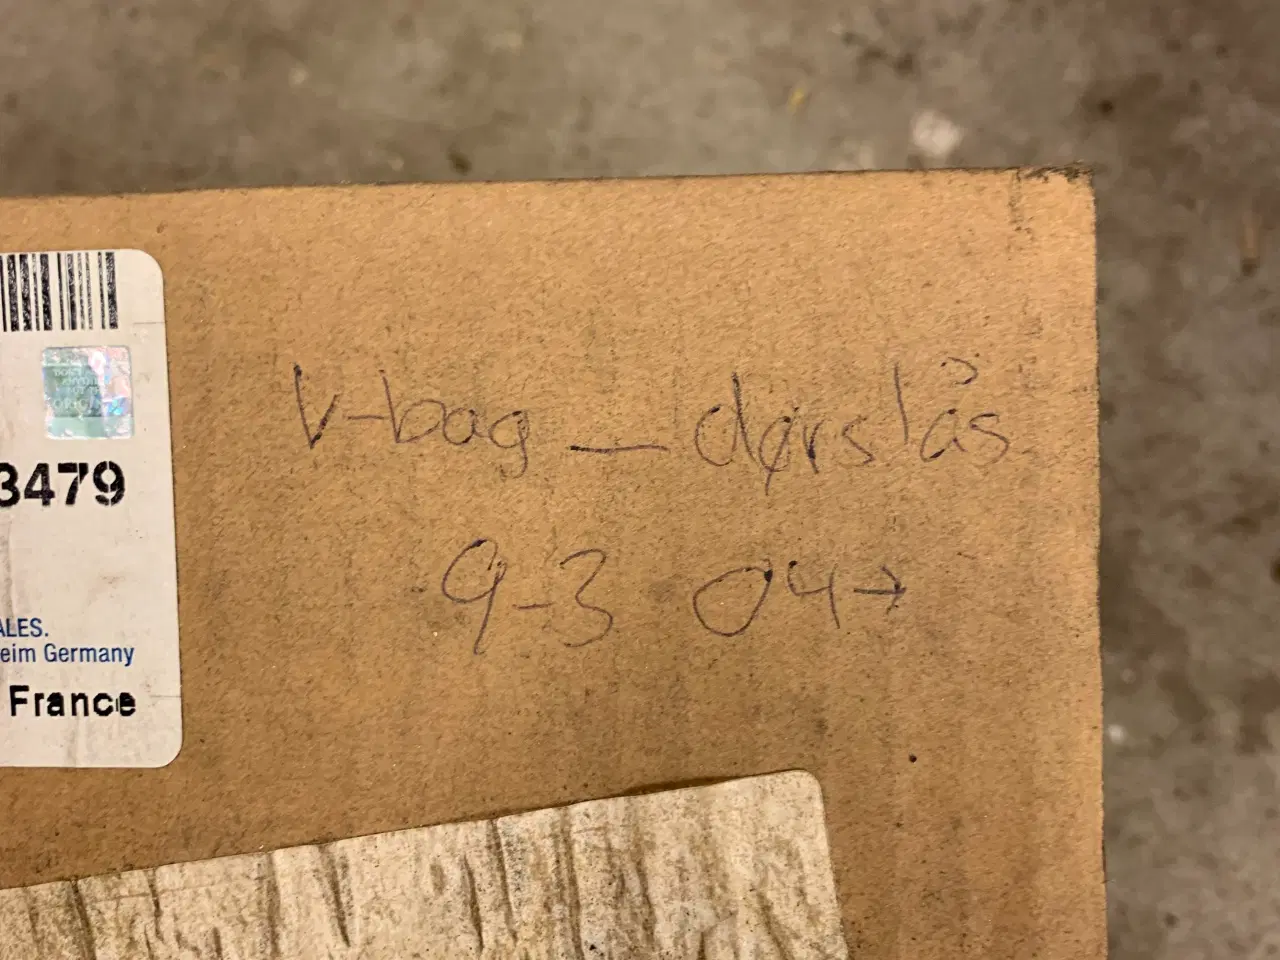 V-bag — dørslås
9-3 04→
3479
ALES.
eim Germany
France